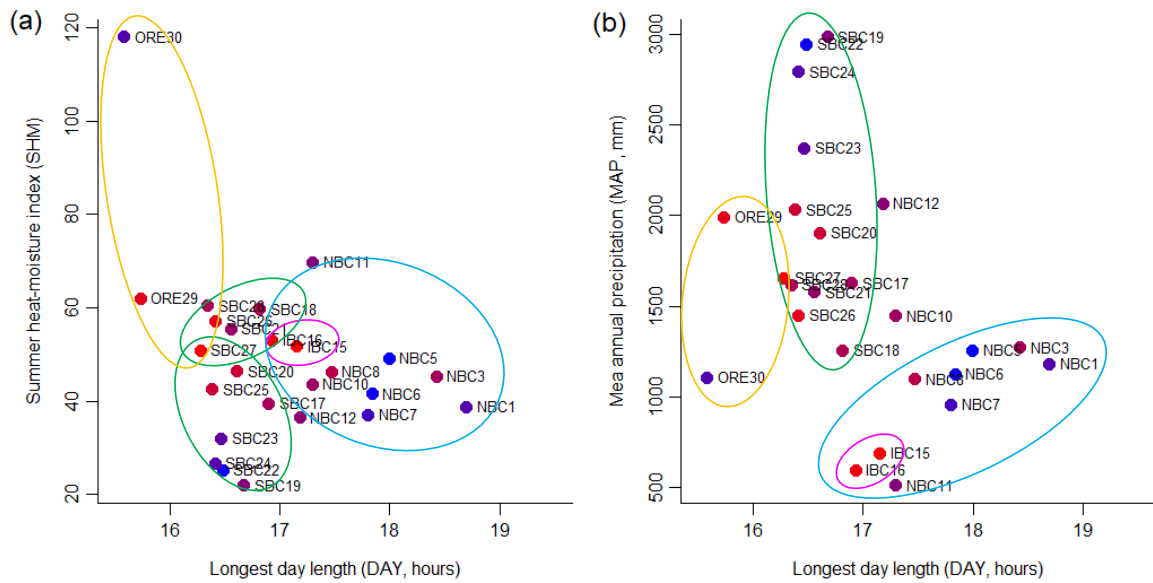 (a)
Summer heat-moisture index (SHM)
120
100
80
60
40
20
ORE30
ORE29
NBC11
SBC28
SBC18
SBC26
SBC21
IBC16
IBC15
SBC27
NBC5
SBC20
NBC8
NBC3
SBC25
NBC10
NBC6
SBC17
NBC1
NBC12
NBC7
SBC23
SBC24
SBC22
SBC19
16
17
18
19
Longest day length (DAY, hours)
(b)
Mea annual precipitation (MAP, mm)
3000
2500
2000
1500
1000
500
SBC19
SBC22
SBC24
SBC23
SBC25
NBC12
ORE29
SBC20
SBC27
SBC28
SBC17
SBC21
SBC26
NBC10
SBC18
NBC5
NBC3
NBC1
ORE30
NBC8
NBC6
NBC7
IBC15
IBC16
NBC11
16
17
18
19
Longest day length (DAY, hours)